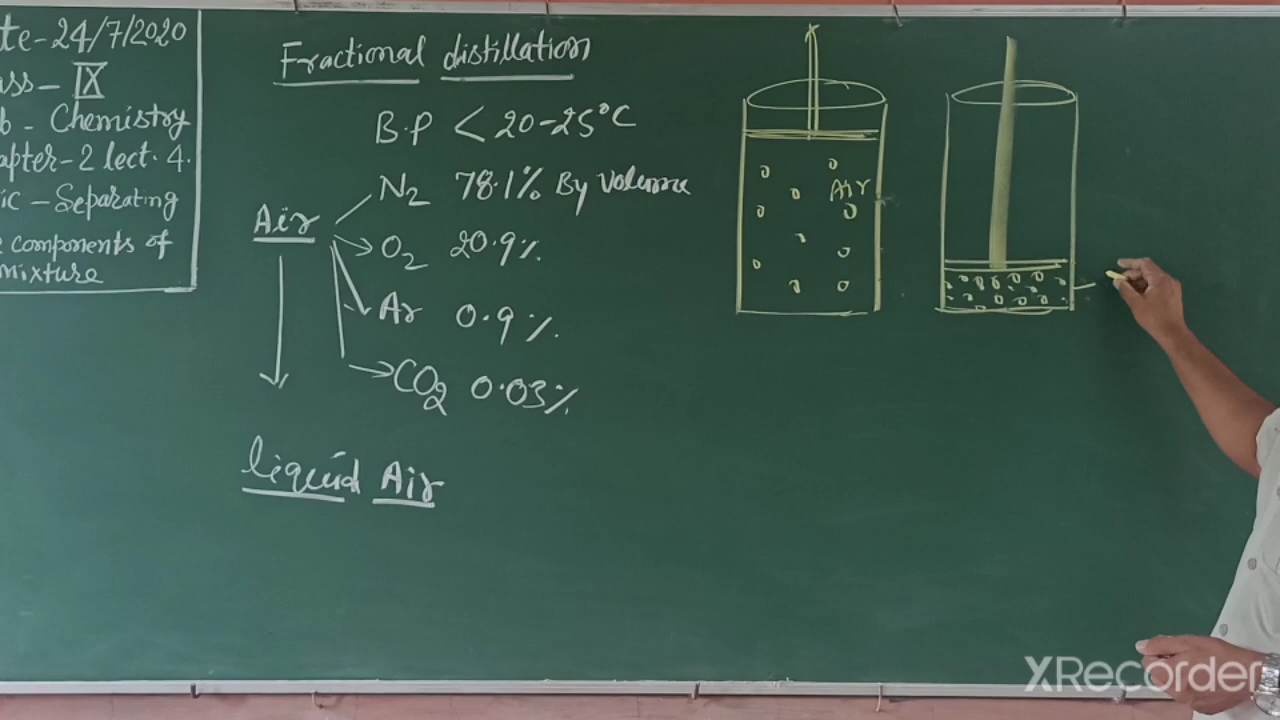 te-24/7/2020
ass- IX
b - Chemistry
apter-2 lect. 4.
ic - Separating
components of
mixture
Fractional distillation
B.P < 20-25°C
Air
N2 78.1% By Volume
O2 20.9%.
Ar 0.9%.
CO2 0.03%
liquid Air
Air
XRecorder